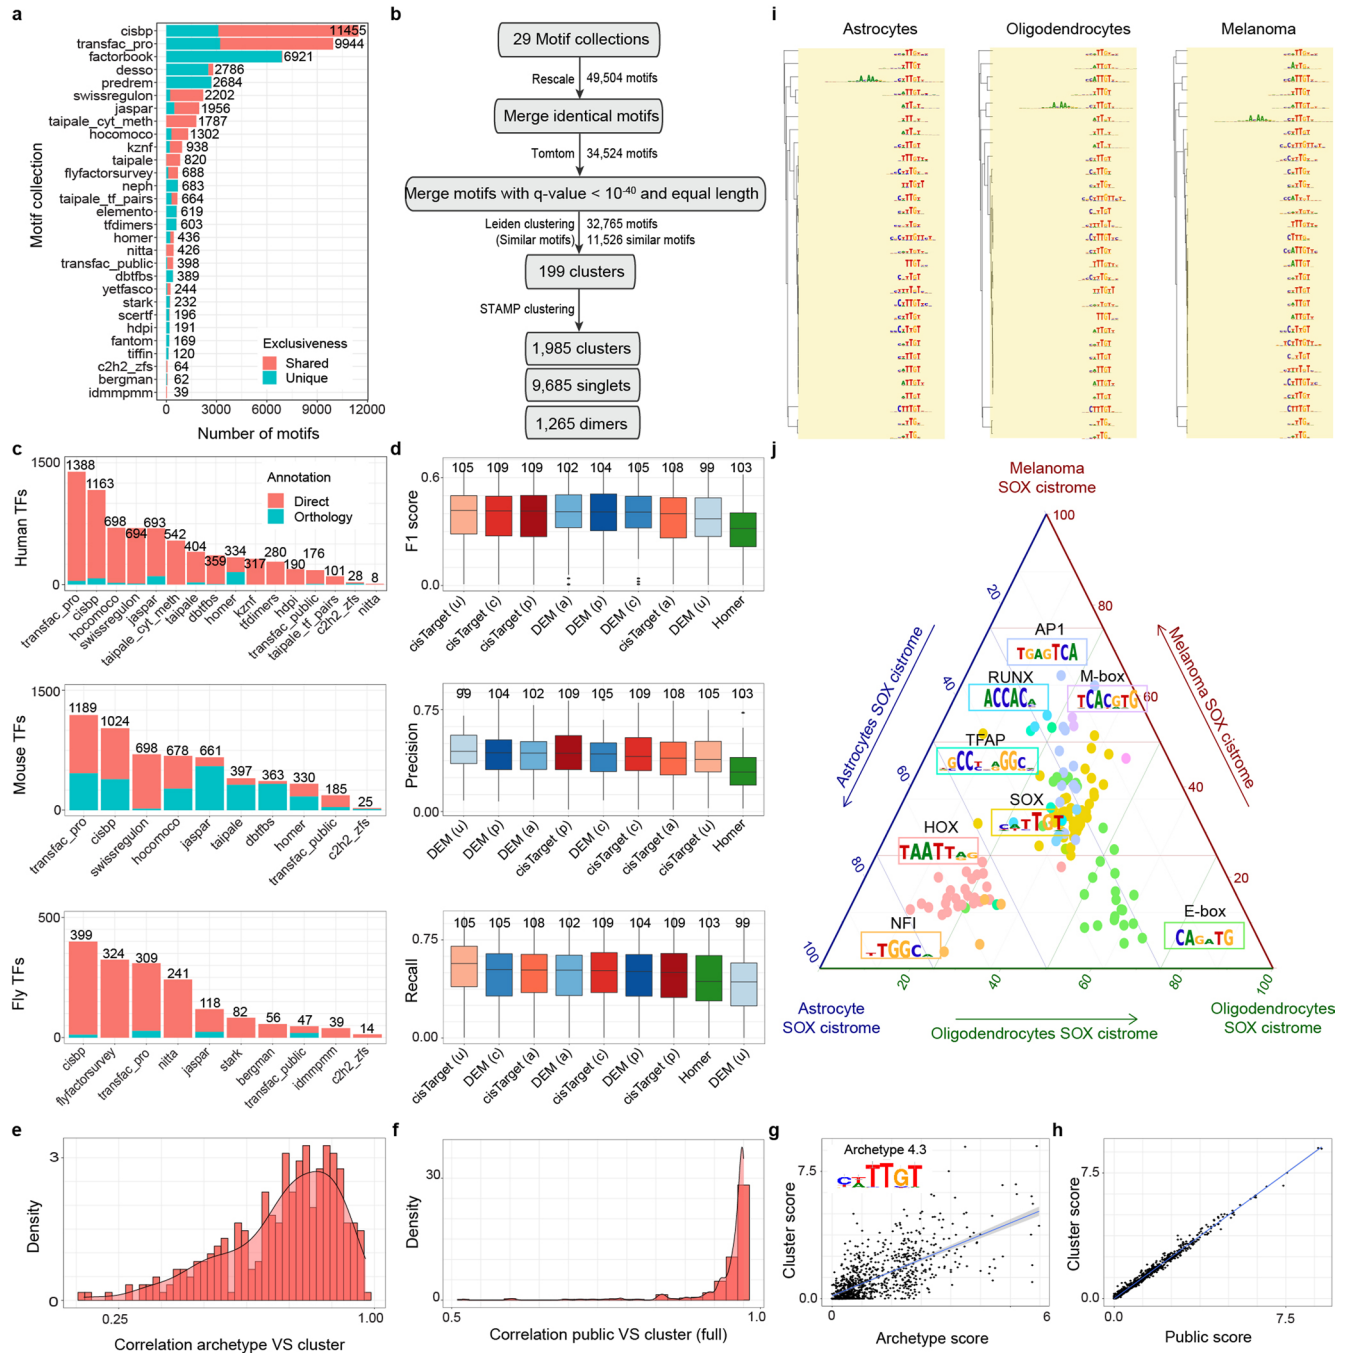 a
Motif collection
cisbp 11455
transfac_pro 9944
factorbook 6921
desso 2786
predrem 2684
swissregulon 2202
jaspar 1956
taipale_cyt_meth 1787
hocomoco 1302
kznf 938
taipale 820
flyfactorsurvey 688
neph 683
taipale_tf_pairs 664
elemento 619
tfdimers 603
homer 436
nitta 426
transfac_public 398
dbtfbs 389
yetfasco 244
stark 232
scertf 196
hdpi 191
fantom 169
tiffin 120
c2h2_zfs 64
bergman 62
idmmpmm 39
Exclusiveness
Shared
Unique
0 3000 6000 9000 12000
Number of motifs
b
29 Motif collections
Rescale 49,504 motifs
Merge identical motifs
Tomtom 34,524 motifs
Merge motifs with q-value < 10-40 and equal length
Leiden clustering 32,765 motifs
(Similar motifs) 11,526 similar motifs
199 clusters
STAMP clustering
1,985 clusters
9,685 singlets
1,265 dimers
c
Human TFs
1500
0
1388 1163 698 694 693 542 404 359 334 317 280 190 176 101 28 8
Annotation
Direct
Orthology
transfac_pro cisbp hocomoco swissregulon jaspar taipale_cyt_meth taipale dbtfbs homer kznf tfdimers hdpi transfac_public taipale_tf_pairs c2h2_zfs nitta
Mouse TFs
1500
0
1189 1024 698 678 661 397 363 330 185 25
transfac_pro cisbp swissregulon hocomoco jaspar taipale dbtfbs homer transfac_public c2h2_zfs
Fly TFs
500
0
399 324 309 241 118 82 56 47 39 14
cisbp flyfactorsurvey transfac_pro nitta jaspar stark bergman transfac_public idmmpmm c2h2_zfs
d
F1 score
0.6
0.0
105 109 109 102 104 105 108 99 103
cisTarget (u) cisTarget (c) cisTarget (p) DEM (a) DEM (p) DEM (c) cisTarget (a) DEM (u) Homer
Precision
0.75
0.00
99 104 102 109 105 109 108 105 103
DEM (u) DEM (p) DEM (a) cisTarget (p) DEM (c) cisTarget (c) cisTarget (a) cisTarget (u) Homer
Recall
0.75
0.00
105 105 108 102 109 104 109 103 99
cisTarget (u) DEM (c) cisTarget (a) DEM (a) cisTarget (c) DEM (p) cisTarget (p) Homer DEM (u)
e
Density
3
0
0.25 1.00
Correlation archetype VS cluster
f
Density
30
0
0.5 1.0
Correlation public VS cluster (full)
g
Cluster score
7.5
0.0
Archetype 4.3
0 6
Archetype score
h
Cluster score
7.5
0.0
0.0 7.5
Public score
i
Astrocytes Oligodendrocytes Melanoma
j
Melanoma
SOX cistrome
100
20 80
Astrocytes SOX cistrome
Melanoma SOX cistrome
AP1
TGAGTCA
40
RUNX
ACCACA
M-box
TCACGTG
60
TFAP
60
40
SOX
HOX
TAATTAG
80
20
NFI
TTGGCA
E-box
CAGATG
100
20 40 60 80 100
Astrocyte
SOX cistrome
Oligodendrocytes SOX cistrome
Oligodendrocytes
SOX cistrome